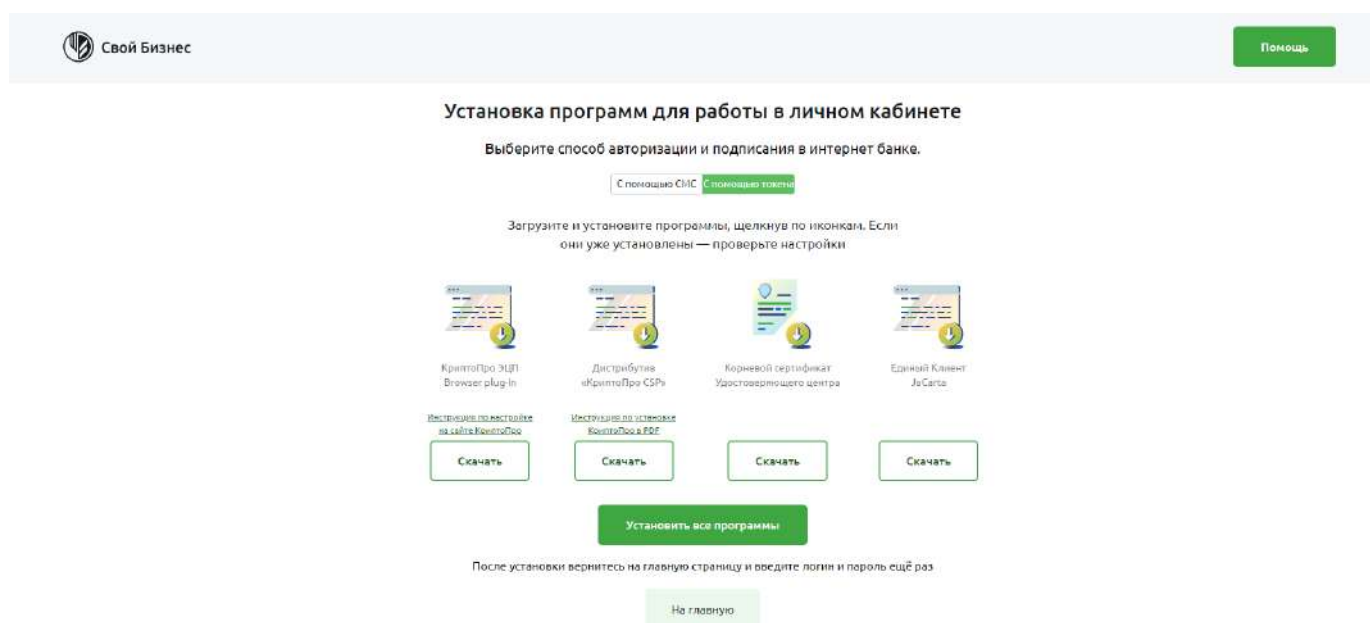 Свой Бизнес
Помощь
Установка программ для работы в личном кабинете
Выберите способ авторизации и подписания в интернет банке.
С помощью СМС С помощью токена
Загрузите и установите программы, щелкнув по иконкам. Если
они уже установлены — проверьте настройки
КриптоПро ЭЦП
Browser plug-in
Дистрибутив
«КриптоПро CSP»
Корневой сертификат
Удостоверяющего центра
Единый Клиент
JaCarta
Инструкция по настройке
на сайте КриптоПро
Инструкция по установке
КриптоПро в PDF
Скачать Скачать Скачать Скачать
Установить все программы
После установки вернитесь на главную страницу и введите логин и пароль ещё раз
На главную